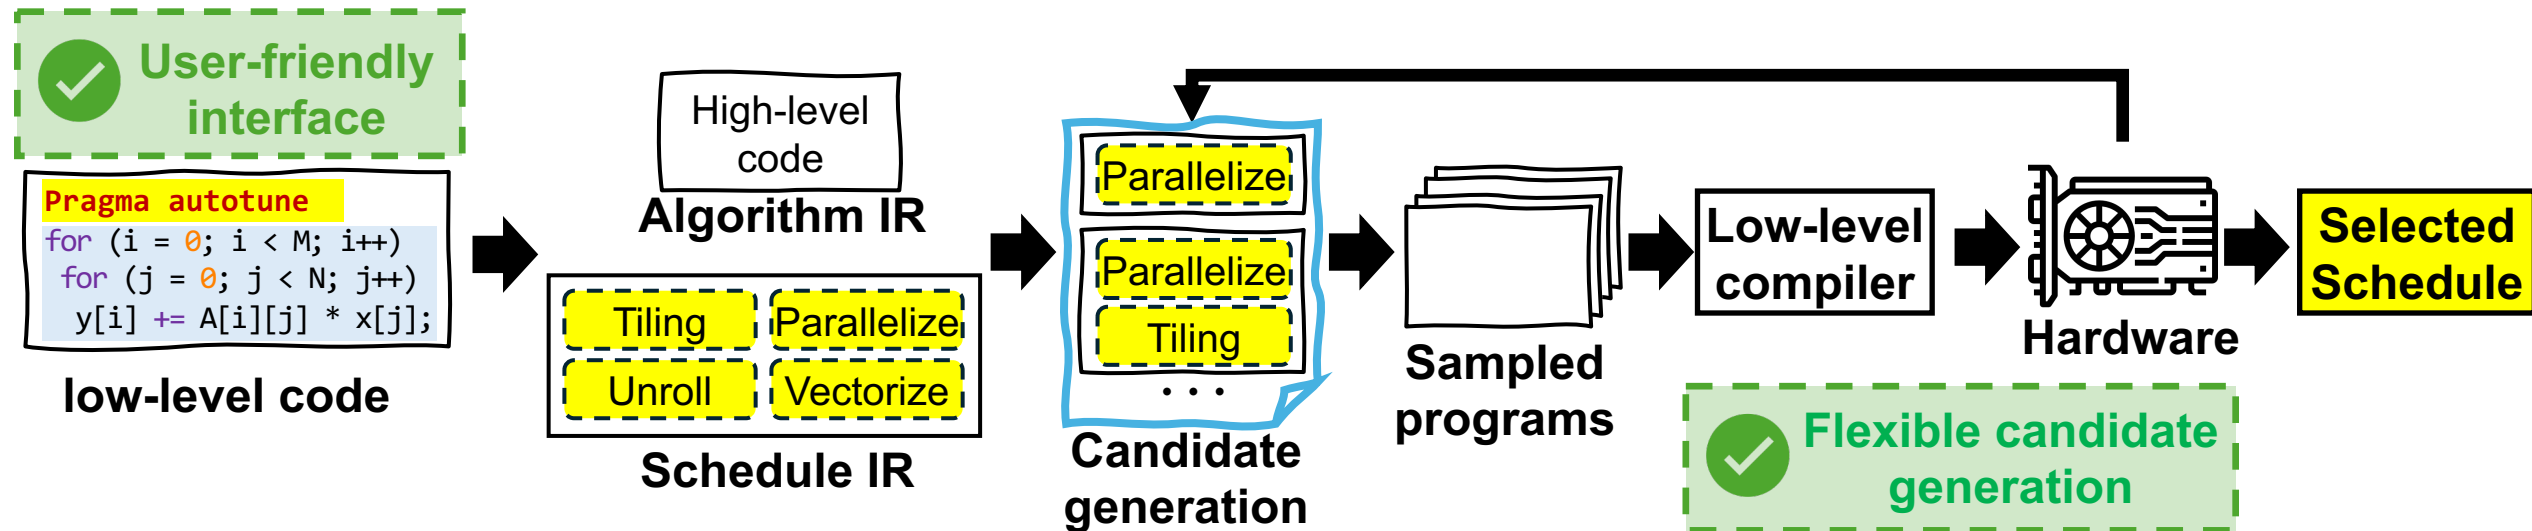 User-friendly
interface
Pragma autotune
for (i = 0; i < M; i++)
for (j = 0; j < N; j++)
y[i] += A[i][j] * x[j];
low-level code
High-level
code
Algorithm IR
Tiling
Parallelize
Unroll
Vectorize
Schedule IR
Parallelize
Parallelize
Tiling
...
Candidate
generation
Sampled
programs
Low-level
compiler
Hardware
Selected
Schedule
Flexible candidate
generation